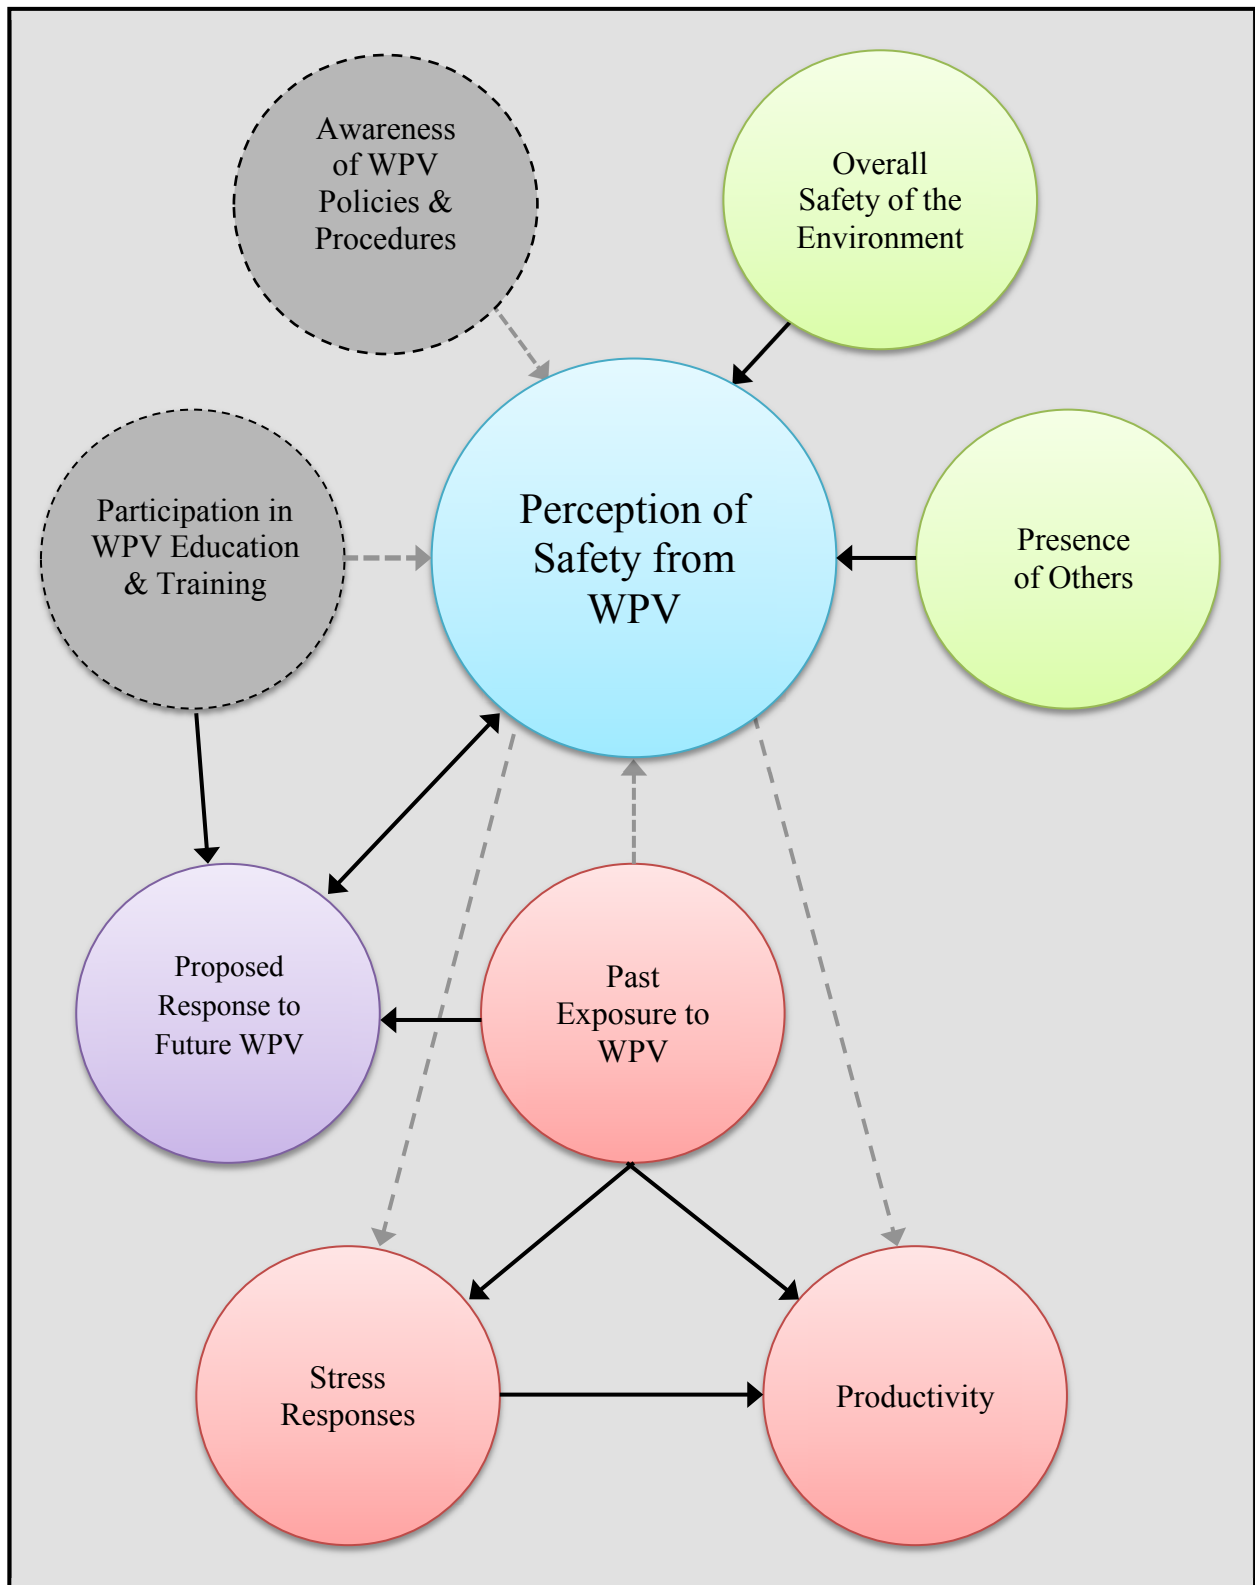 Awareness
of WPV
Policies &
Procedures
Overall
Safety of the
Environment
Participation in
WPV Education
& Training
Perception of
Safety from
WPV
Presence
of Others
Proposed
Response to
Future WPV
Past
Exposure to
WPV
Stress
Responses
Productivity